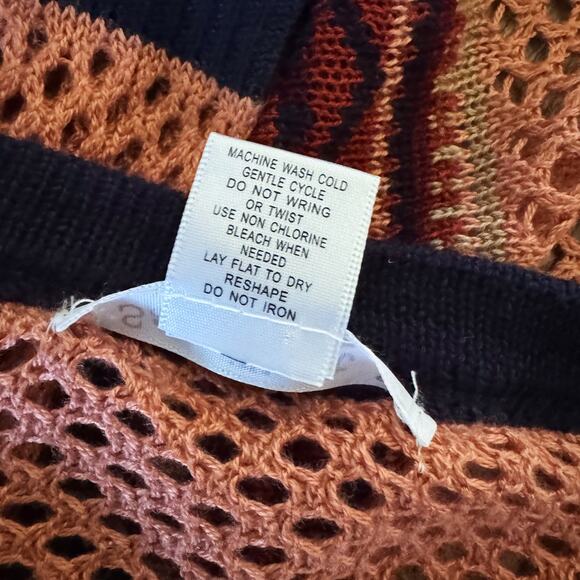 MACHINE WASH COLD
GENTLE CYCLE
DO NOT WRING
OR TWIST
USE NON CHLORINE
BLEACH WHEN
NEEDED
LAY FLAT TO DRY
RESHAPE
DO NOT IRON